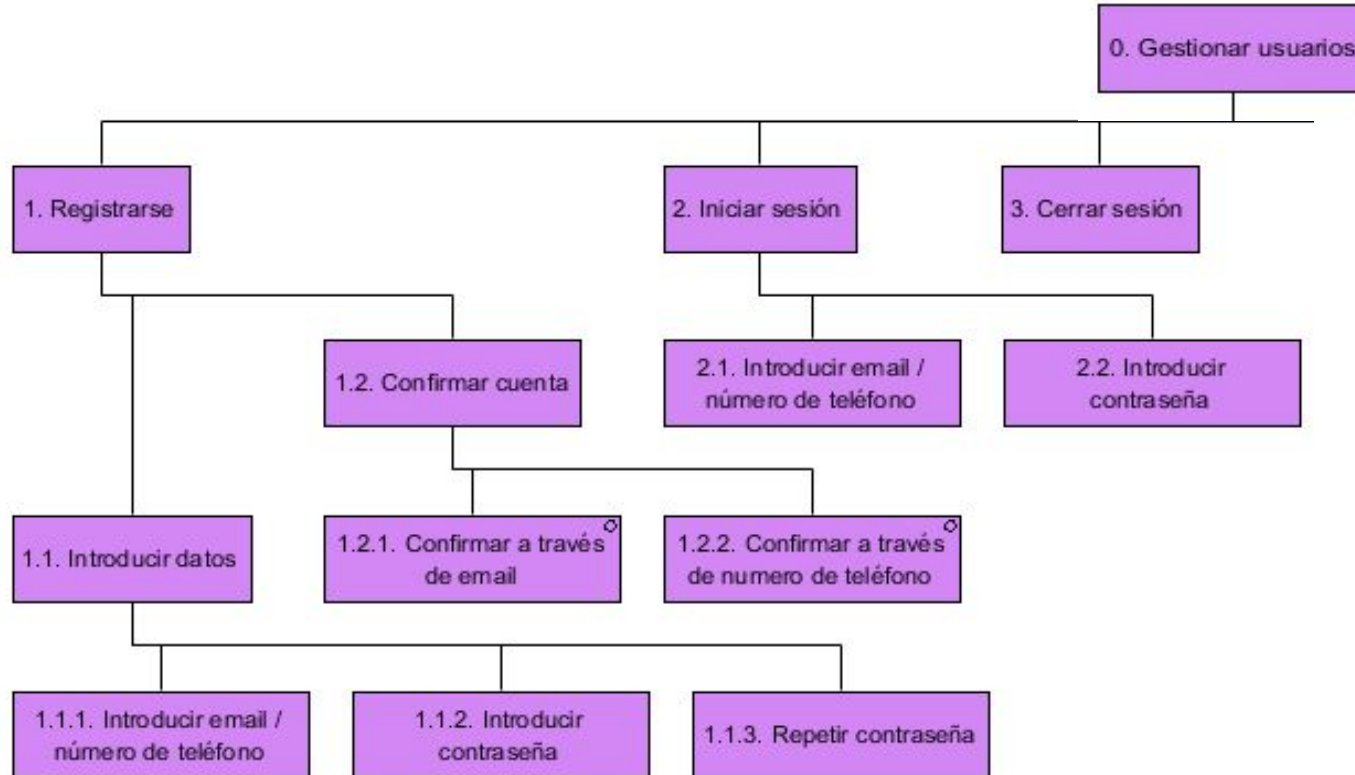 0. Gestionar usuarios
1. Registrarse
2. Iniciar sesión
3. Cerrar sesión
1.2. Confirmar cuenta
2.1. Introducir email /
número de teléfono
2.2. Introducir
contraseña
1.1. Introducir datos
1.2.1. Confirmar a través
de email
1.2.2. Confirmar a través
de numero de teléfono
1.1.1. Introducir email /
número de teléfono
1.1.2. Introducir
contraseña
1.1.3. Repetir contraseña